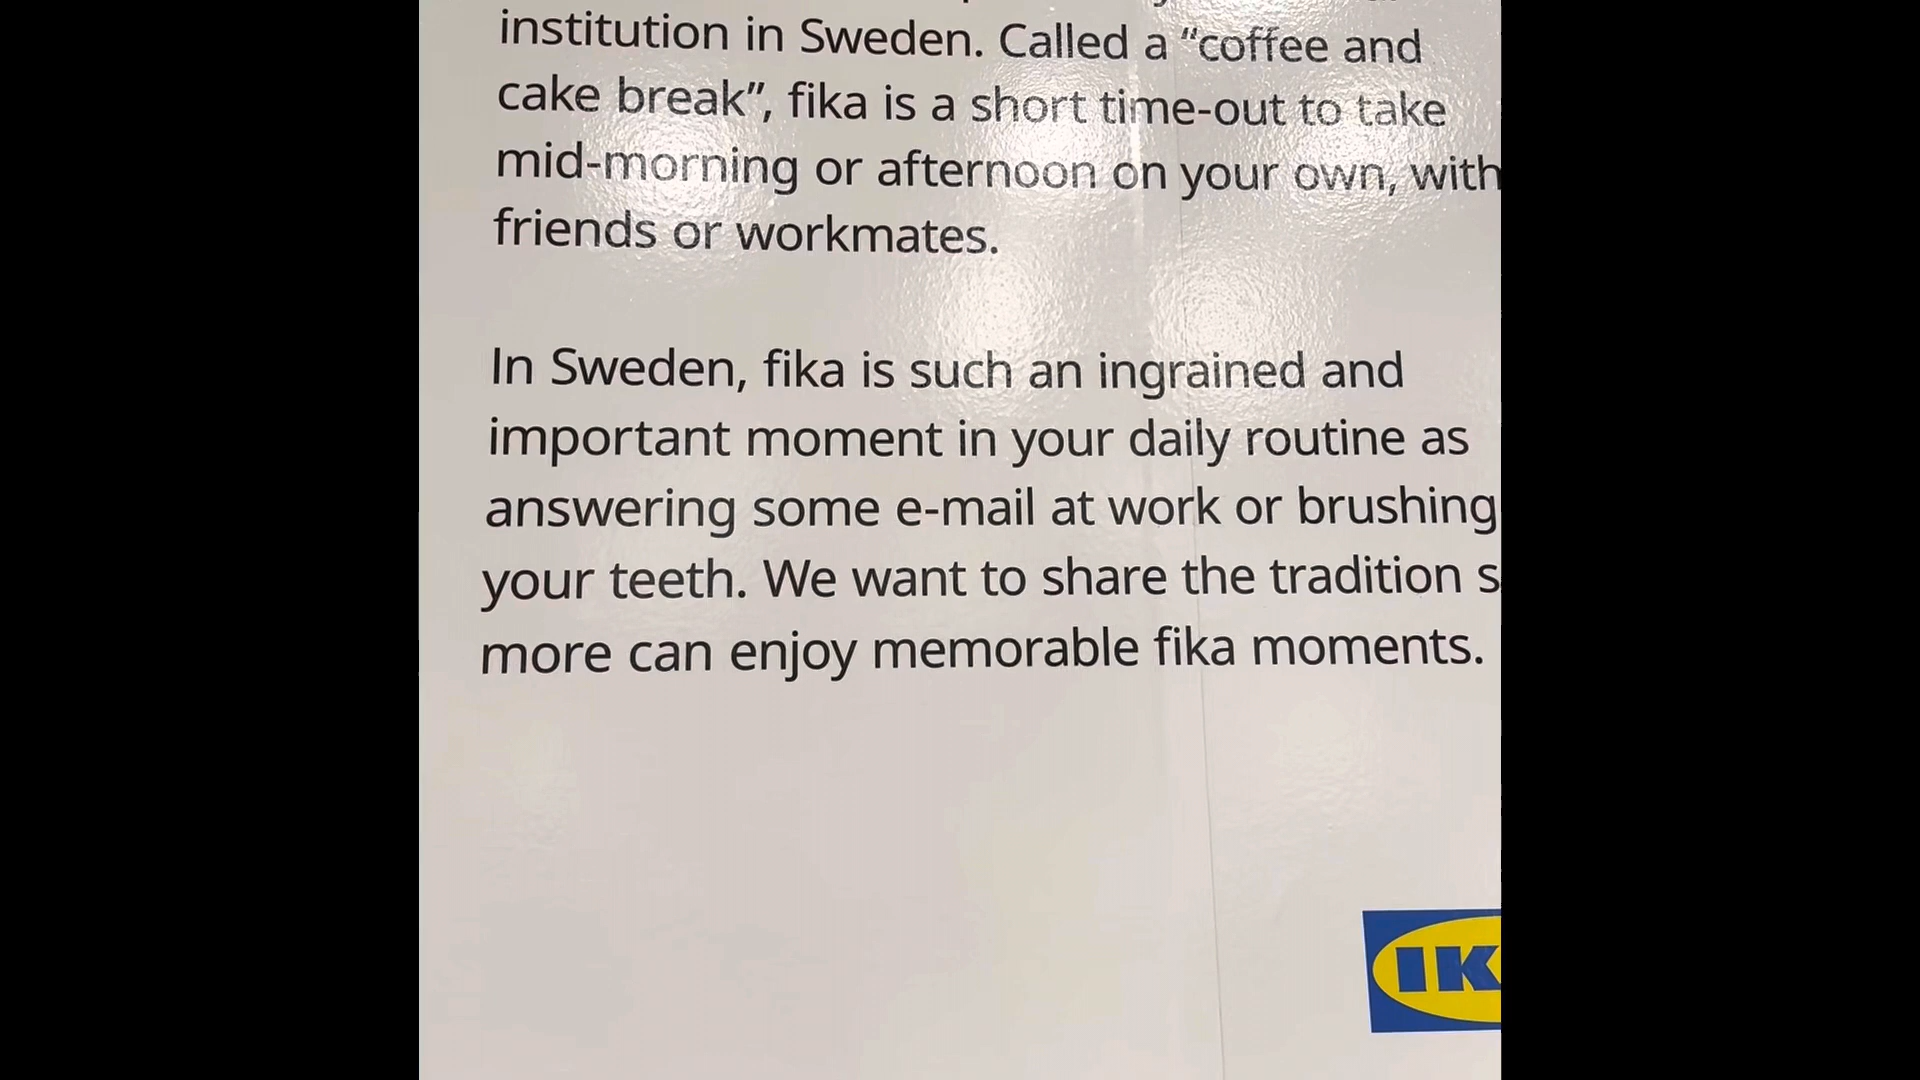 institution in Sweden. Called a “coffee and
cake break”, fika is a short time-out to take
mid-morning or afternoon on your own, with
friends or workmates.
In Sweden, fika is such an ingrained and
important moment in your daily routine as
answering some e-mail at work or brushing
your teeth. We want to share the tradition s
more can enjoy memorable fika moments.
IK